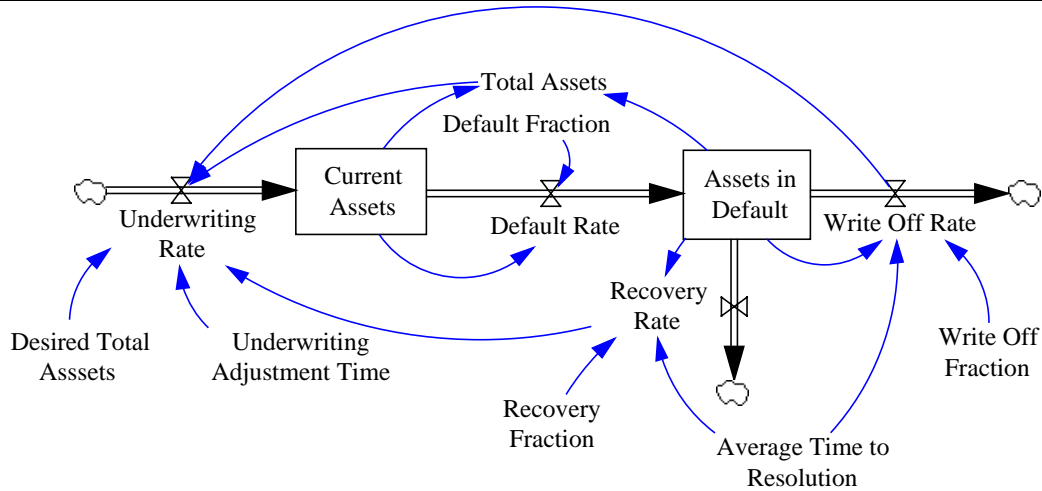 Total Assets
Default Fraction
Current
Assets
Assets in
Default
Underwriting
Rate
Default Rate
Write Off Rate
Recovery
Rate
Desired Total
Asssets
Underwriting
Adjustment Time
Write Off
Fraction
Recovery
Fraction
Average Time to
Resolution